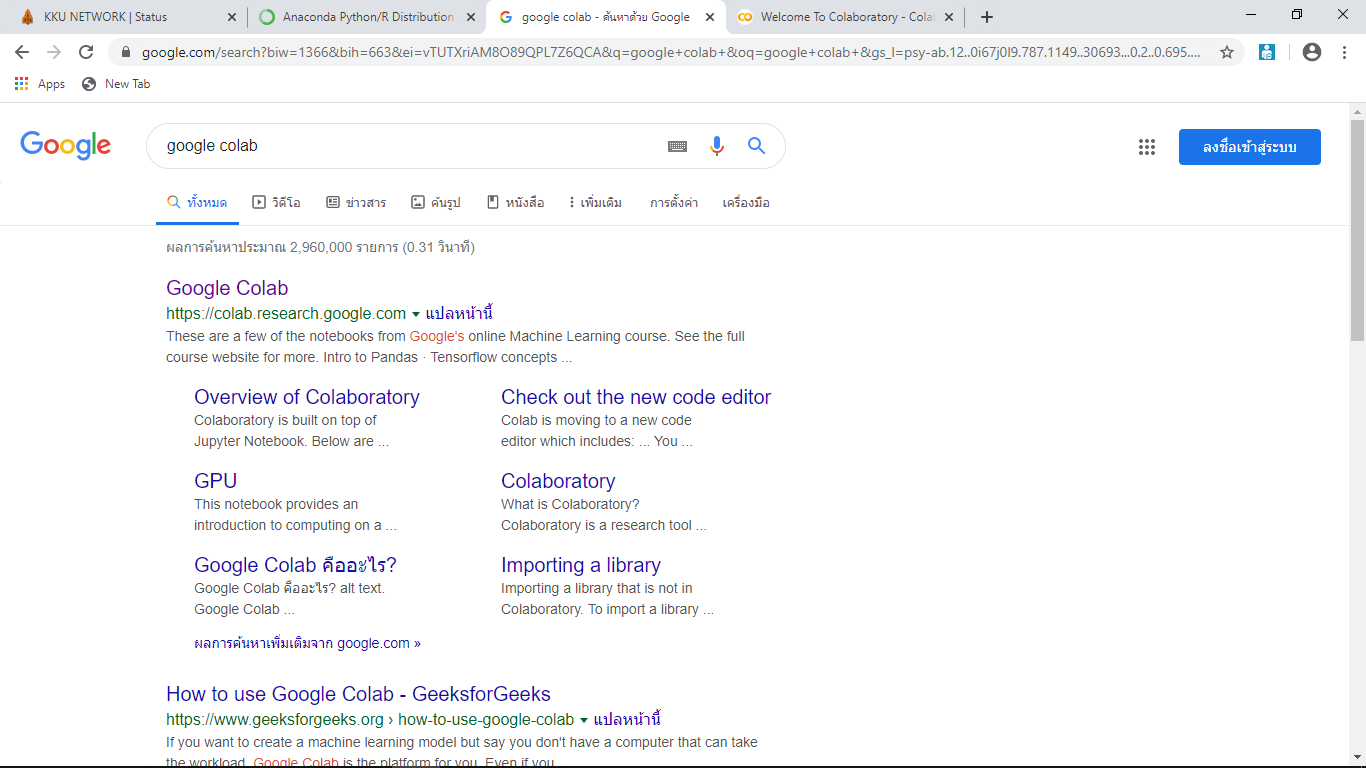 KKU NETWORK | Status
Anaconda Python/R Distribution
google colab - ค้นหาด้วย Google
Welcome To Colaboratory - Colab
google.com/search?biw=1366&bih=663&ei=vTUTXriAM8O89QPL7Z6QCA&q=google+colab+&oq=google+colab+&gs_l=psy-ab.12..0i67j0l9.787.1149..30693...0.2..0.695....
Apps
New Tab
Google
google colab
ลงชื่อเข้าสู่ระบบ
ทั้งหมด
วิดีโอ
ข่าวสาร
ค้นรูป
หนังสือ
เพิ่มเติม
การตั้งค่า
เครื่องมือ
ผลการค้นหาประมาณ 2,960,000 รายการ (0.31 วินาที)
Google Colab
https://colab.research.google.com แปลหน้านี้
These are a few of the notebooks from Google's online Machine Learning course. See the full
course website for more. Intro to Pandas · Tensorflow concepts ...
Overview of Colaboratory
Colaboratory is built on top of
Jupyter Notebook. Below are ...
Check out the new code editor
Colab is moving to a new code
editor which includes: ... You ...
GPU
This notebook provides an
introduction to computing on a ...
Colaboratory
What is Colaboratory?
Colaboratory is a research tool ...
Google Colab คืออะไร?
Google Colab คืออะไร? alt text.
Google Colab ...
Importing a library
Importing a library that is not in
Colaboratory. To import a library ...
ผลการค้นหาเพิ่มเติมจาก google.com »
How to use Google Colab - GeeksforGeeks
https://www.geeksforgeeks.org › how-to-use-google-colab แปลหน้านี้
If you want to create a machine learning model but say you don't have a computer that can take
the workload, Google Colab is the platform for you. Even if you